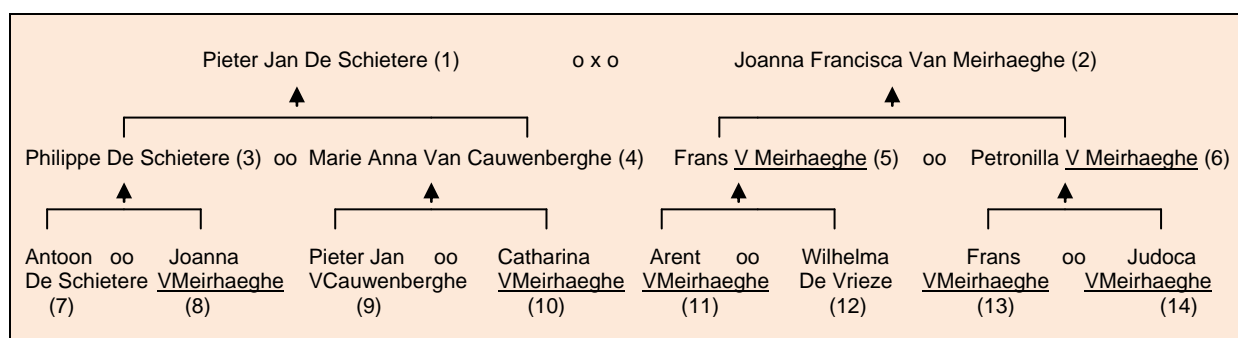 Pieter Jan De Schietere (1) o x o Joanna Francisca Van Meirhaeghe (2)
Philippe De Schietere (3) oo Marie Anna Van Cauwenberghe (4) Frans V Meirhaeghe (5) oo Petronilla V Meirhaeghe (6)
Antoon oo Joanna Pieter Jan oo Catharina Arent oo Wilhelma Frans oo Judoca
De Schietere VMeirhaeghe VCauwenberghe VMeirhaeghe VMeirhaeghe De Vrieze VMeirhaeghe VMeirhaeghe
(7) (8) (9) (10) (11) (12) (13) (14)